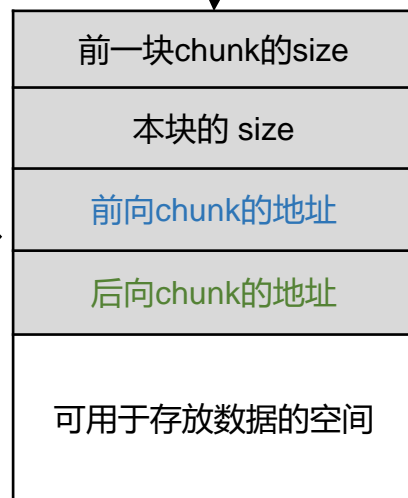 前一块chunk的size
本块的 size
前向chunk的地址
后向chunk的地址
可用于存放数据的空间